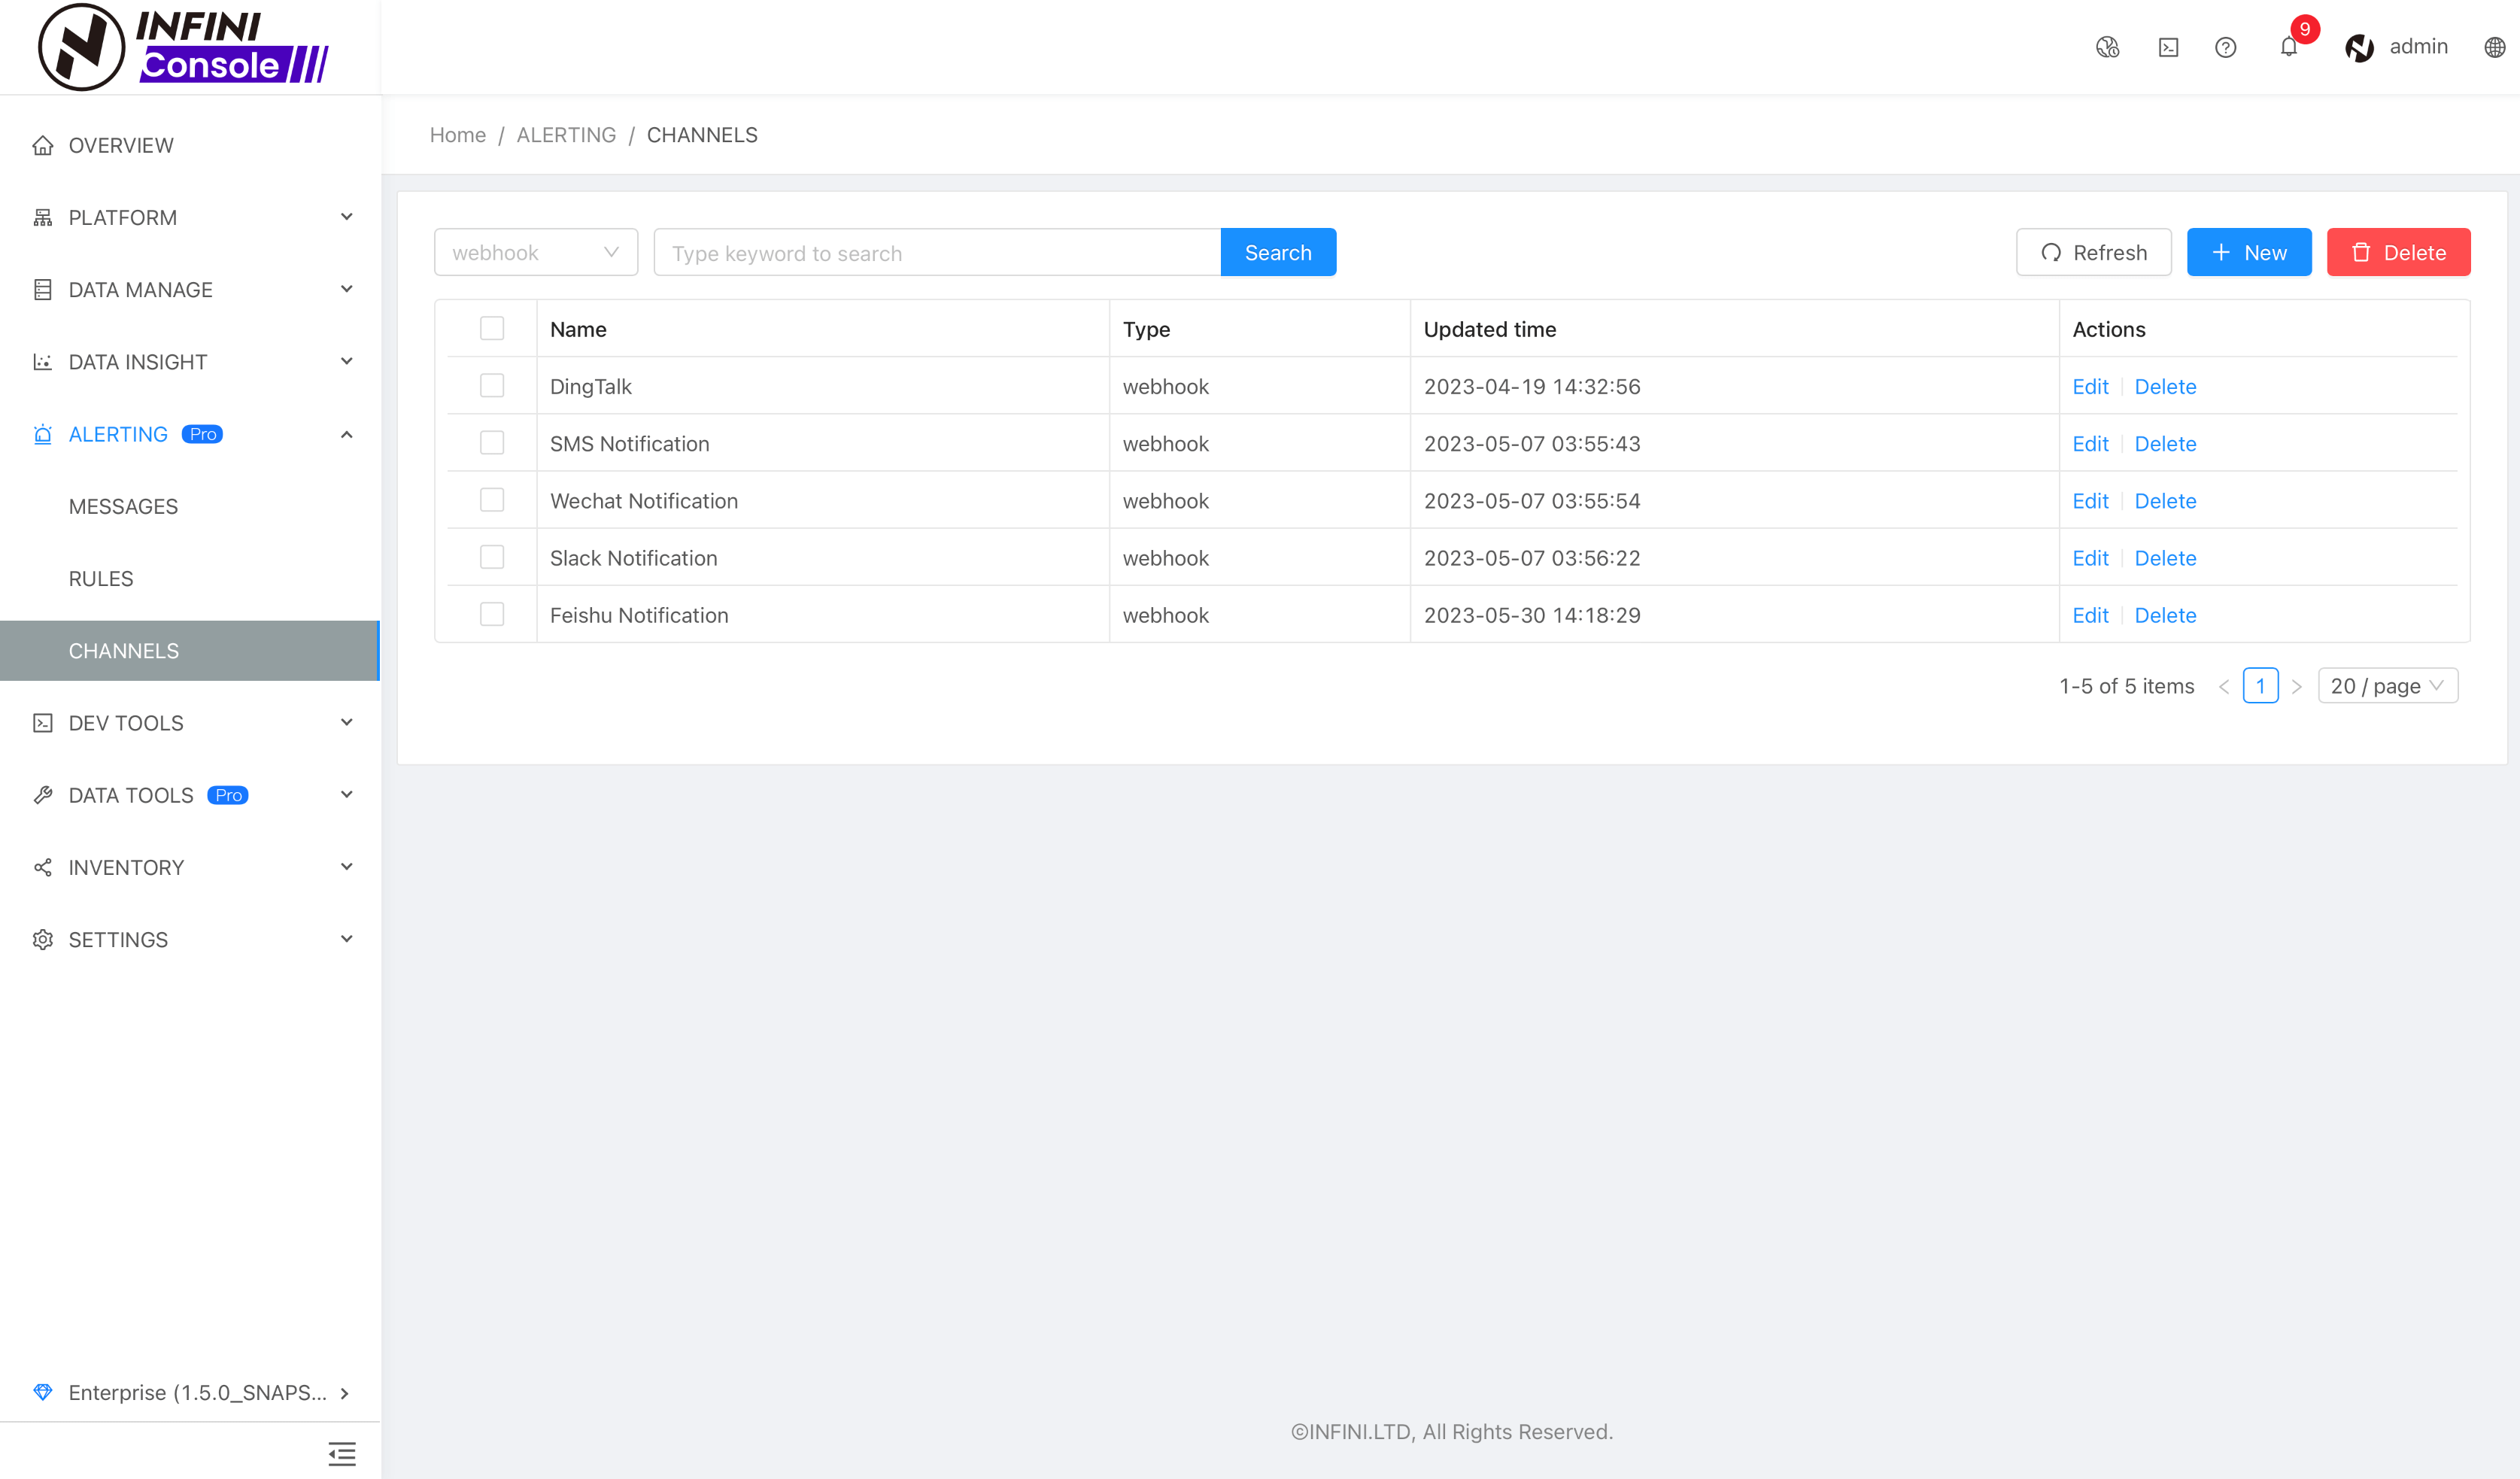 INFINI
Console
9
admin
OVERVIEW
PLATFORM
DATA MANAGE
DATA INSIGHT
ALERTING Pro
MESSAGES
RULES
CHANNELS
DEV TOOLS
DATA TOOLS Pro
INVENTORY
SETTINGS
Enterprise (1.5.0_SNAPS...
Home / ALERTING / CHANNELS
webhook Type keyword to search Search Refresh New Delete
Name Type Updated time Actions
DingTalk webhook 2023-04-19 14:32:56 Edit Delete
SMS Notification webhook 2023-05-07 03:55:43 Edit Delete
Wechat Notification webhook 2023-05-07 03:55:54 Edit Delete
Slack Notification webhook 2023-05-07 03:56:22 Edit Delete
Feishu Notification webhook 2023-05-30 14:18:29 Edit Delete
1-5 of 5 items 1 20 / page
©INFINI.LTD, All Rights Reserved.